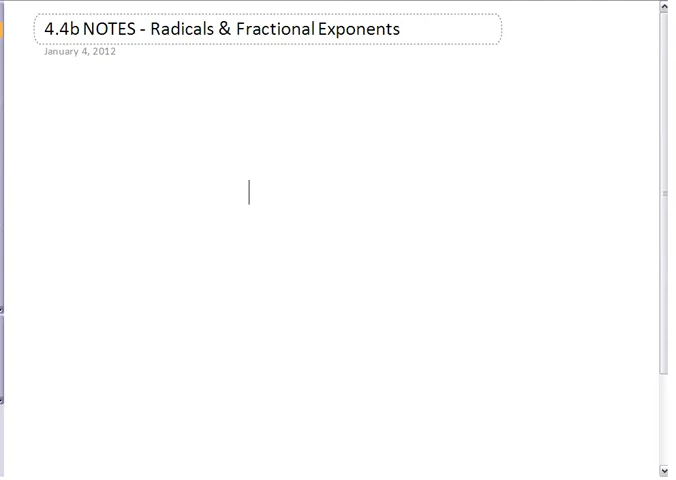 4.4b NOTES - Radicals & Fractional Exponents
January 4, 2012